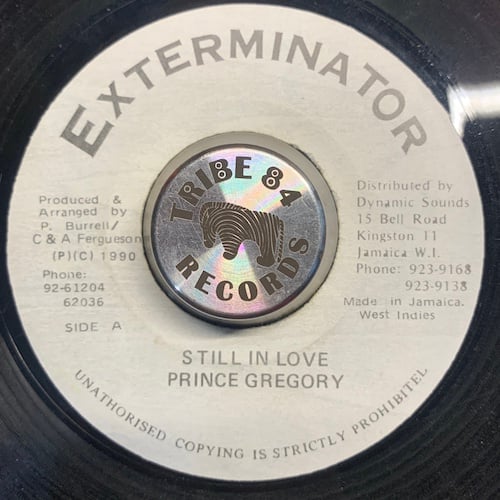 EXTERMINATOR
TRIBE 84
RECORDS
Produced &
Arranged by
P. Burrell/
C & A Fergueson
(P)(C) 1990
Phone:
92-61204
62036
SIDE A
Distributed by
Dynamic Sounds
15 Bell Road
Kingston 11
Jamaica W.I.
Phone: 923-9168
923-9138
Made in Jamaica.
West Indies
STILL IN LOVE
PRINCE GREGORY
UNATHORISED COPYING IS STRICTLY PROHIBITEL